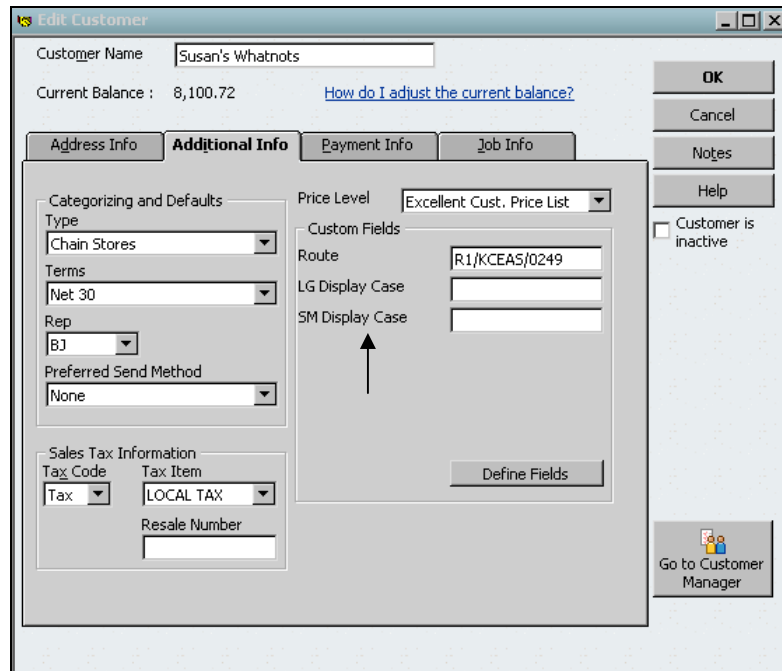 Edit Customer
Customer Name Susan's Whatnots
Current Balance : 8,100.72 How do I adjust the current balance?
OK
Cancel
Notes
Help
Customer is
inactive
Address Info Additional Info Payment Info Job Info
Categorizing and Defaults
Type
Chain Stores
Terms
Net 30
Rep
BJ
Preferred Send Method
None
Sales Tax Information
Tax Code Tax Item
Tax LOCAL TAX
Resale Number
Price Level Excellent Cust. Price List
Custom Fields
Route R1/KCEAS/0249
LG Display Case
SM Display Case
Define Fields
Go to Customer
Manager